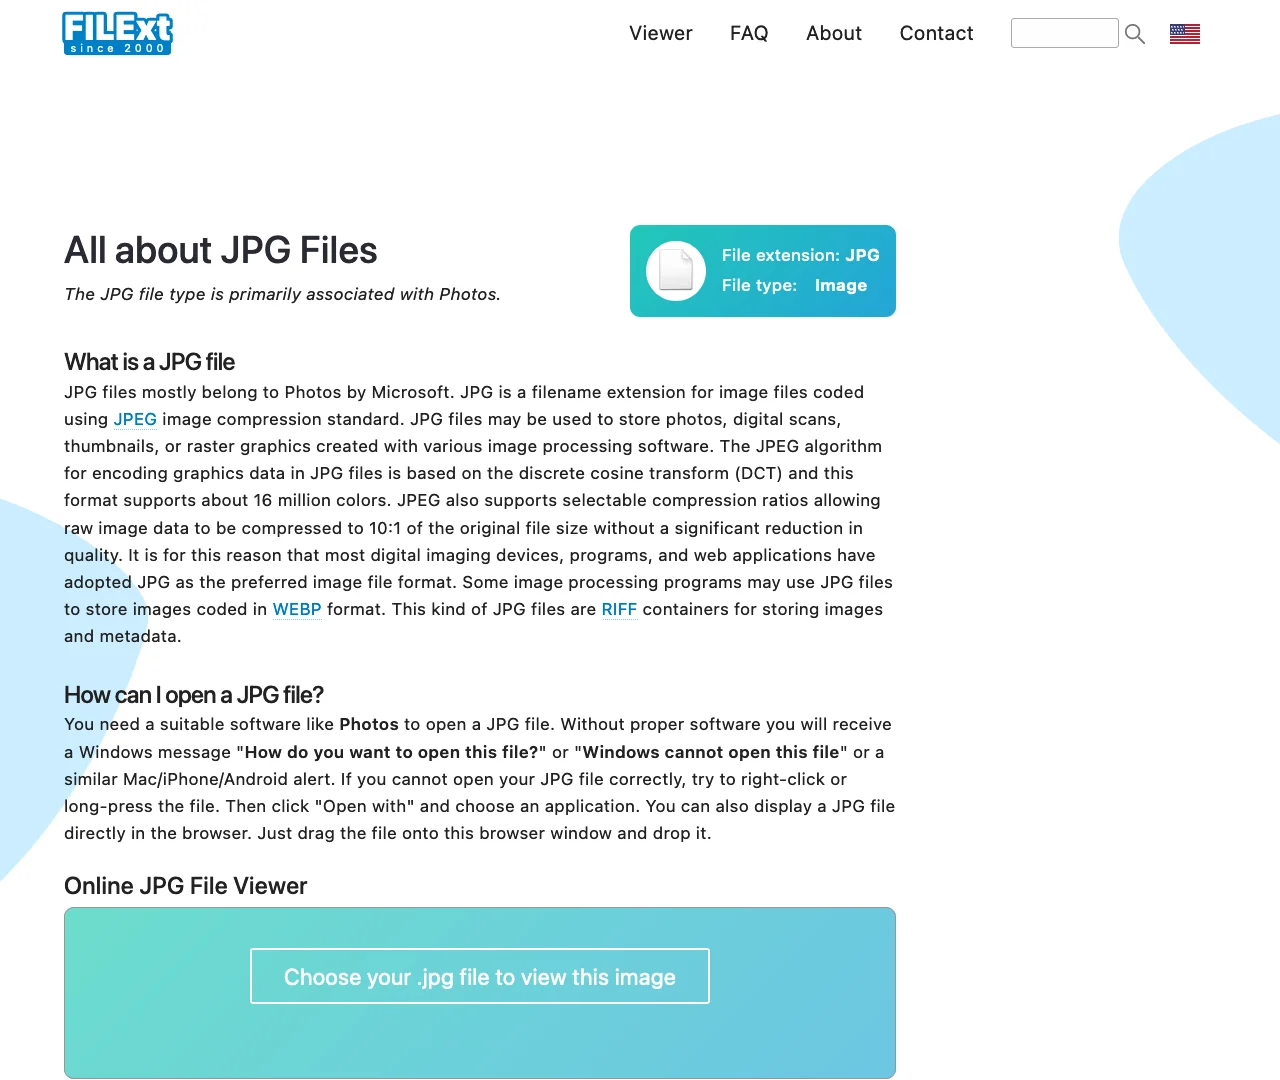 FILExt
since 2000
Viewer FAQ About Contact
All about JPG Files
The JPG file type is primarily associated with Photos.
File extension: JPG
File type: Image
What is a JPG file
JPG files mostly belong to Photos by Microsoft. JPG is a filename extension for image files coded
using JPEG image compression standard. JPG files may be used to store photos, digital scans,
thumbnails, or raster graphics created with various image processing software. The JPEG algorithm
for encoding graphics data in JPG files is based on the discrete cosine transform (DCT) and this
format supports about 16 million colors. JPEG also supports selectable compression ratios allowing
raw image data to be compressed to 10:1 of the original file size without a significant reduction in
quality. It is for this reason that most digital imaging devices, programs, and web applications have
adopted JPG as the preferred image file format. Some image processing programs may use JPG files
to store images coded in WEBP format. This kind of JPG files are RIFF containers for storing images
and metadata.
How can I open a JPG file?
You need a suitable software like Photos to open a JPG file. Without proper software you will receive
a Windows message "How do you want to open this file?" or "Windows cannot open this file" or a
similar Mac/iPhone/Android alert. If you cannot open your JPG file correctly, try to right-click or
long-press the file. Then click "Open with" and choose an application. You can also display a JPG file
directly in the browser. Just drag the file onto this browser window and drop it.
Online JPG File Viewer
Choose your .jpg file to view this image